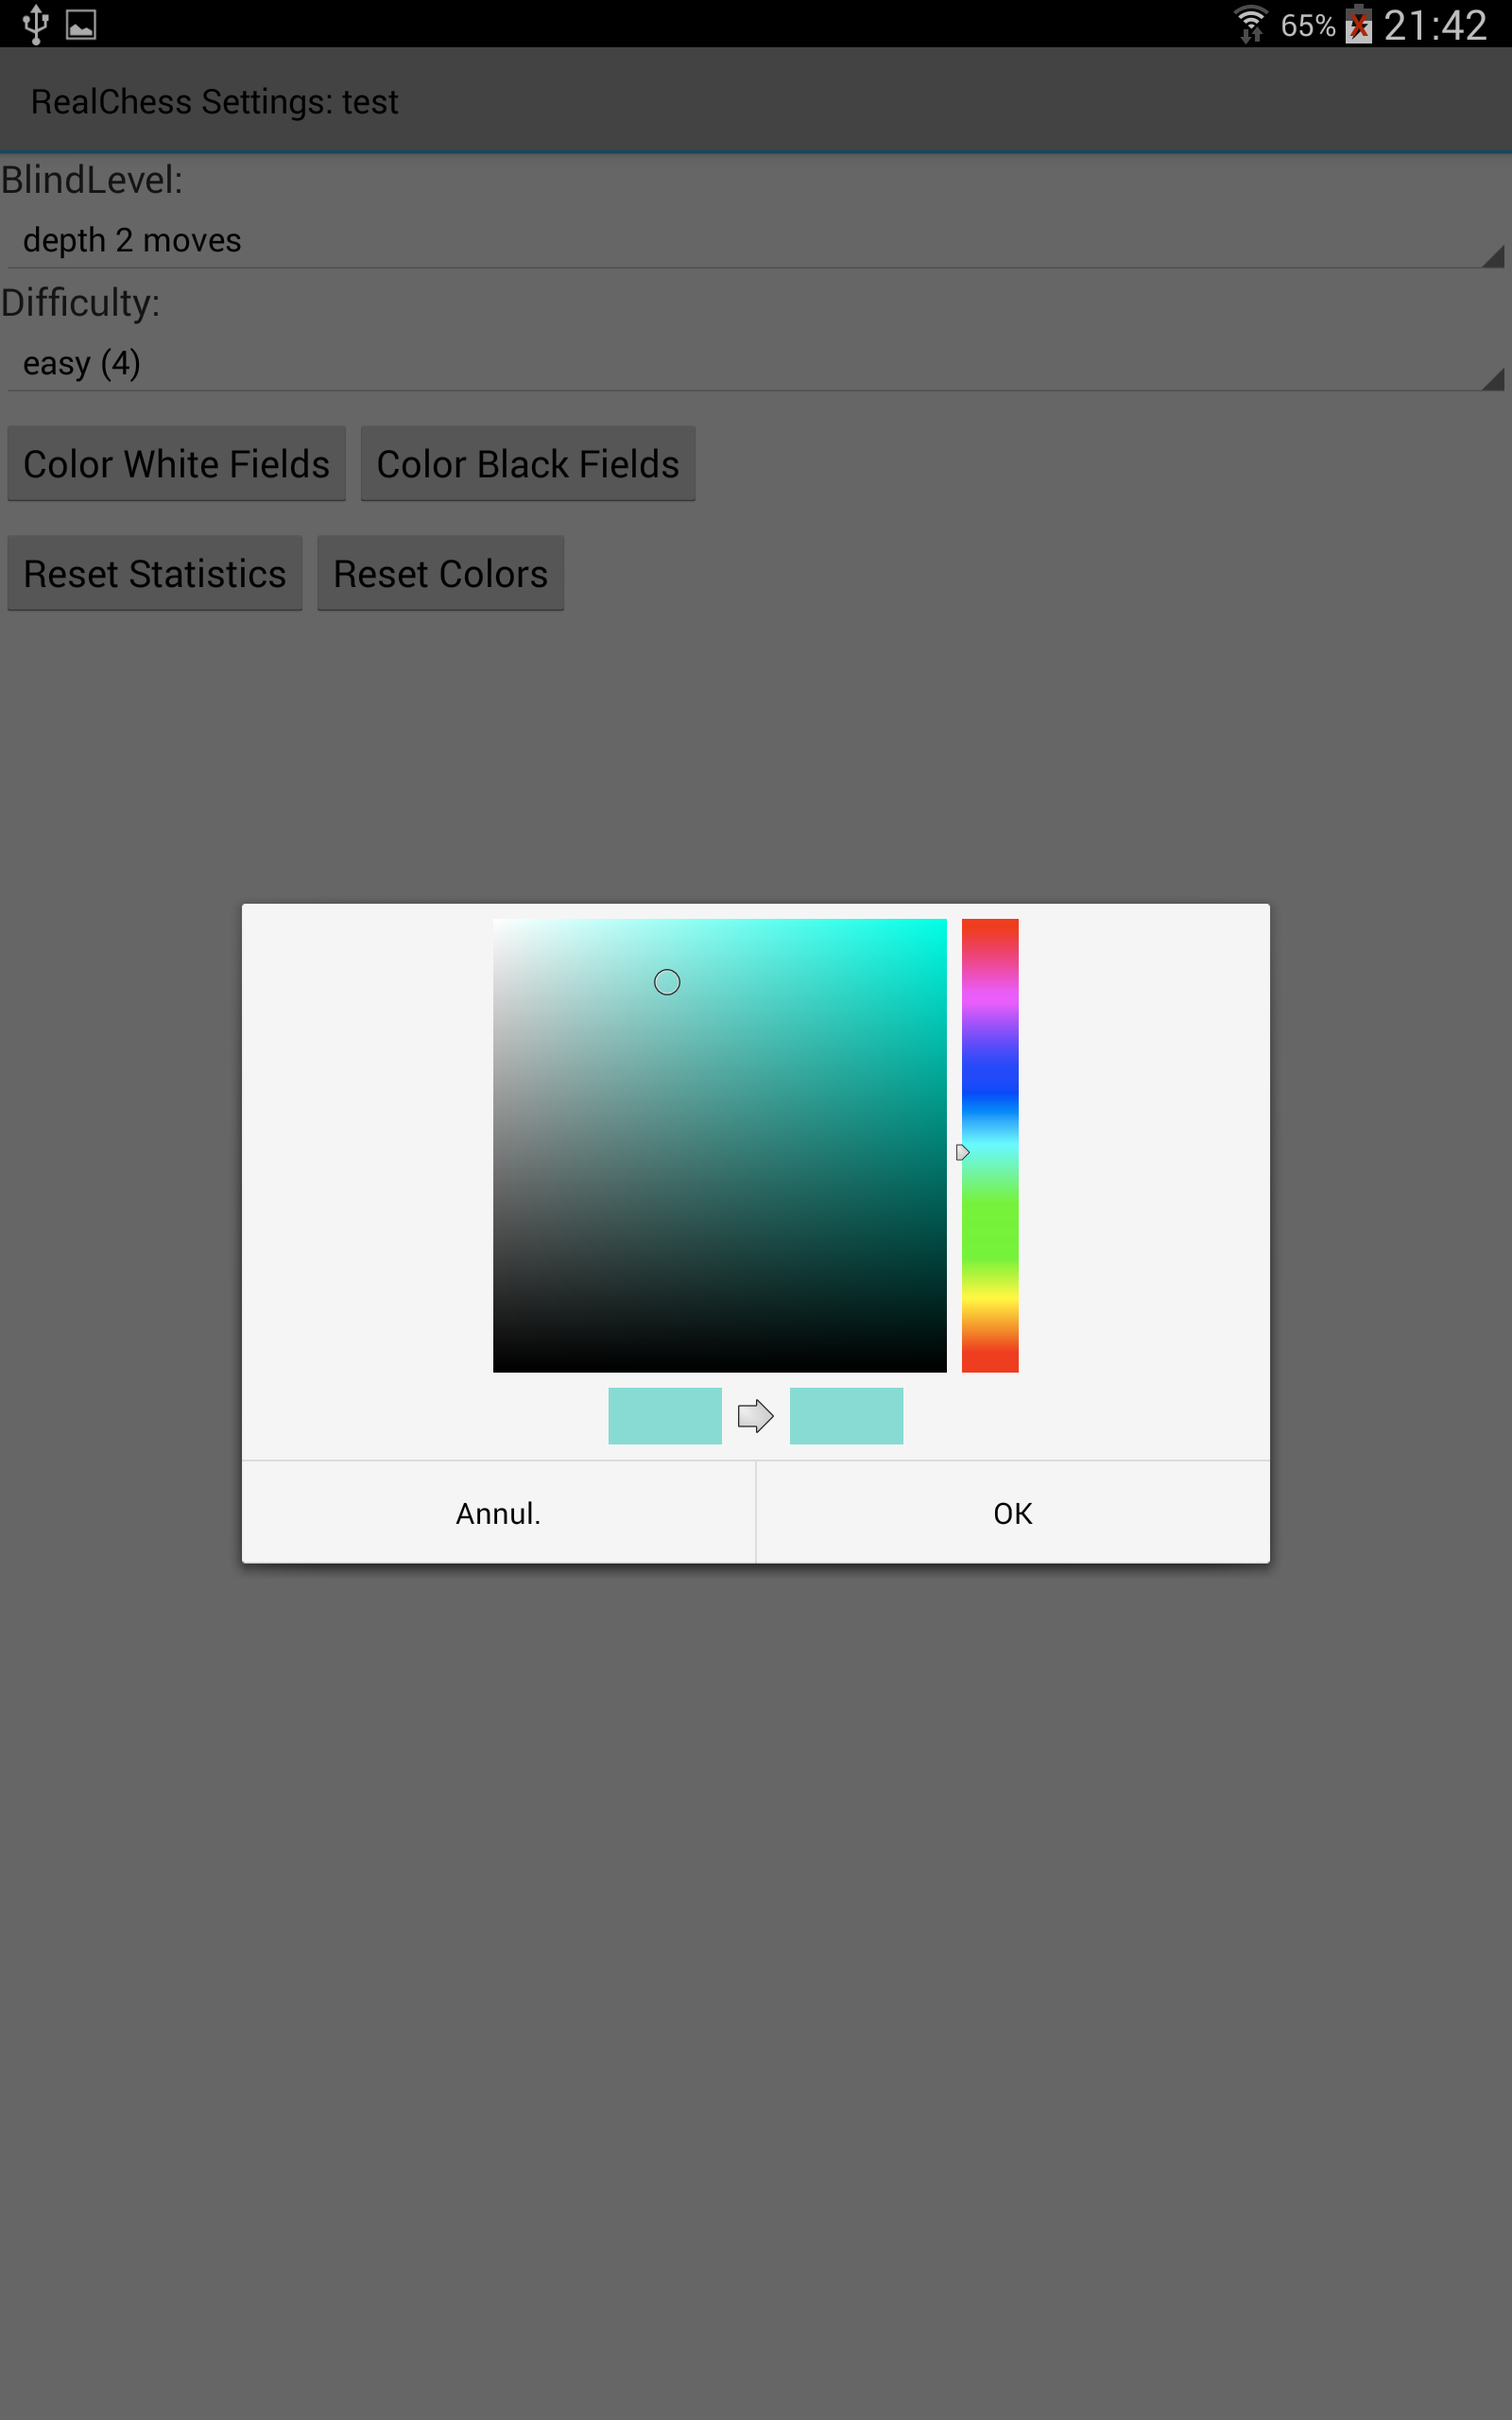 65% 21:42
RealChess Settings: test
BlindLevel:
depth 2 moves
Difficulty:
easy (4)
Color White Fields Color Black Fields
Reset Statistics Reset Colors
Annul. OK